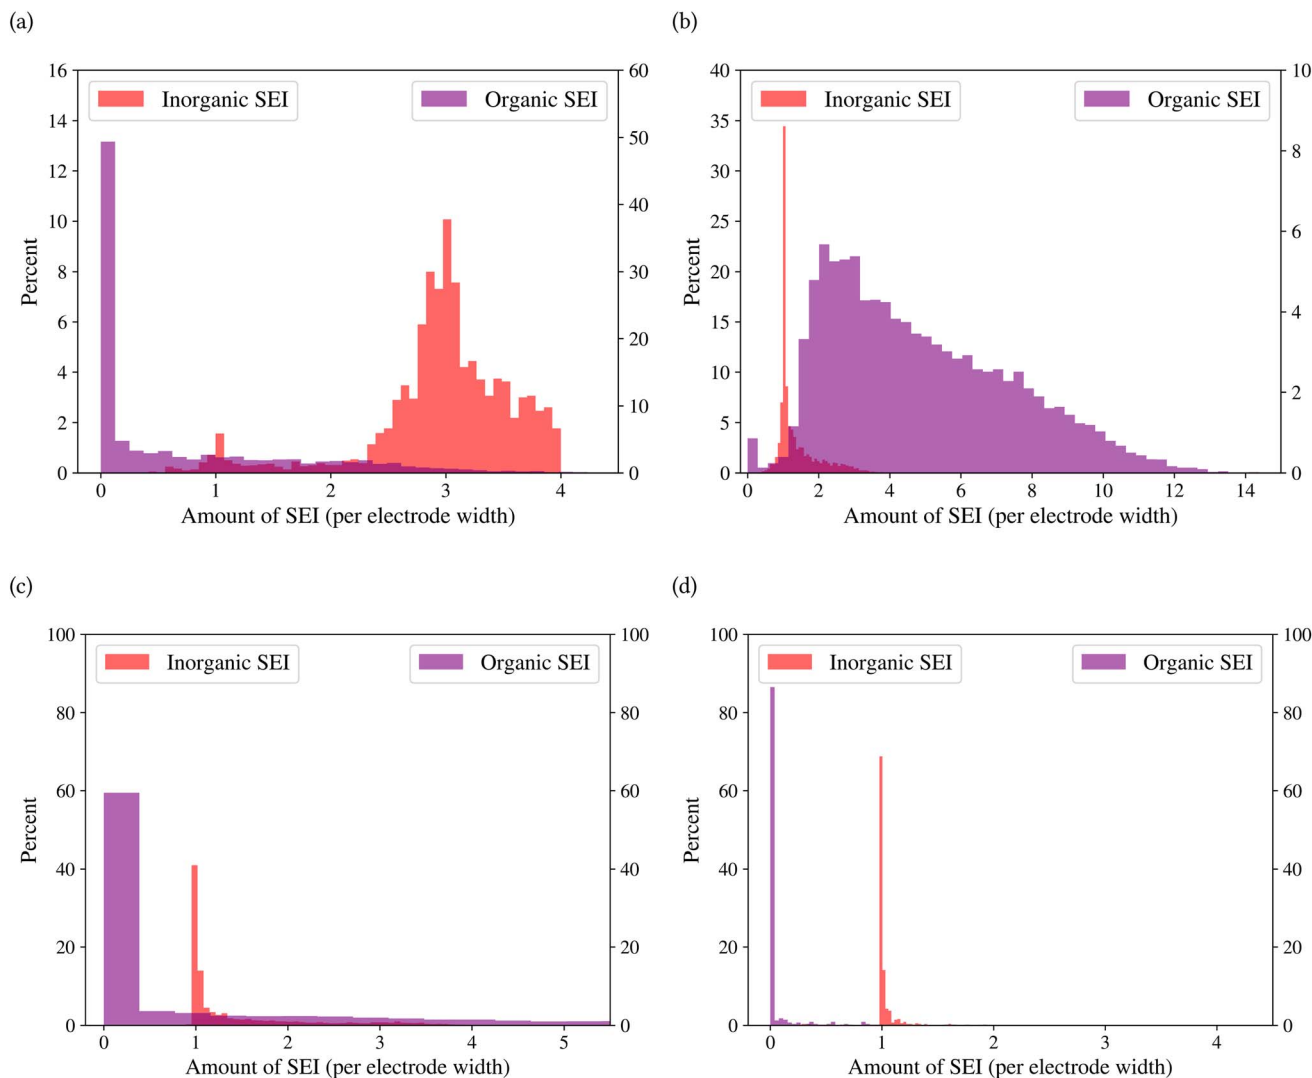 (a)
(b)
16
14
12
10
8
6
4
2
0
Percent
60
50
40
30
20
10
0
Inorganic SEI
Organic SEI
0 1 2 3 4
Amount of SEI (per electrode width)
40
35
30
25
20
15
10
5
0
Percent
10
8
6
4
2
0
Inorganic SEI
Organic SEI
0 2 4 6 8 10 12 14
Amount of SEI (per electrode width)
(c)
(d)
100
80
60
40
20
0
Percent
100
80
60
40
20
0
Inorganic SEI
Organic SEI
0 1 2 3 4 5
Amount of SEI (per electrode width)
100
80
60
40
20
0
Percent
100
80
60
40
20
0
Inorganic SEI
Organic SEI
0 1 2 3 4
Amount of SEI (per electrode width)